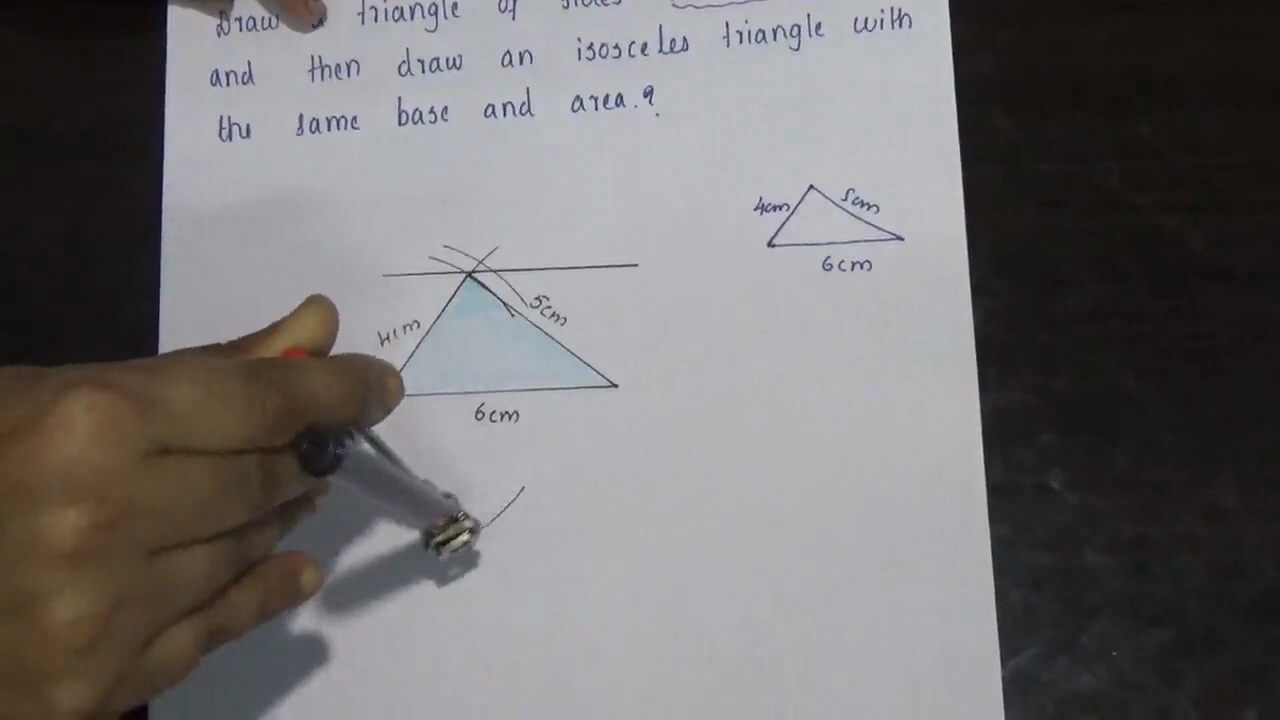 Draw a triangle of sides
and then draw an isosceles triangle with
the same base and area.?
4cm
5cm
6cm
4cm
5cm
6cm